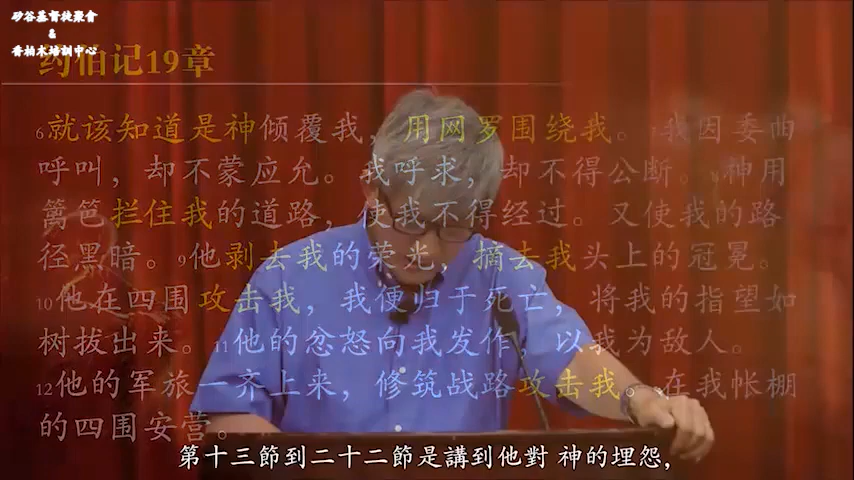 矽谷基督徒聚會
&
香柏木培訓中心
约伯记19章
6就该知道是神倾覆我，用网罗围绕我。7我因委曲
呼叫，却不蒙应允。我呼求，却不得公断。8神用
篱笆拦住我的道路，使我不得经过。又使我的路
径黑暗。9他剥去我的荣光，摘去我头上的冠冕。
10他在四围攻击我，我便归于死亡，将我的指望如
树拔出来。11他的忿怒向我发作，以我为敌人。
12他的军旅一齐上来，修筑战路攻击我。在我帐棚
的四围安营。
第十三節到二十二節是講到他對 神的埋怨，